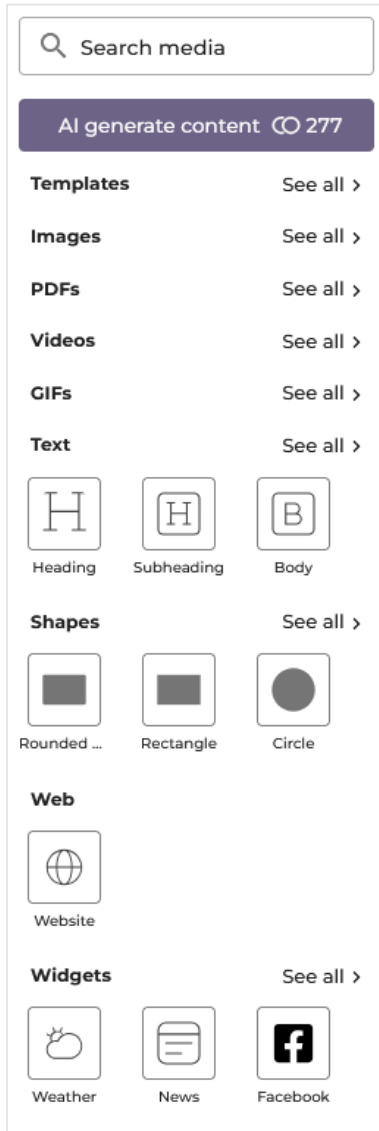 Search media
AI generate content 277
Templates See all >
Images See all >
PDFs See all >
Videos See all >
GIFs See all >
Text See all >
H H B
Heading Subheading Body
Shapes See all >
Rounded ... Rectangle Circle
Web
Website
Widgets See all >
Weather News Facebook